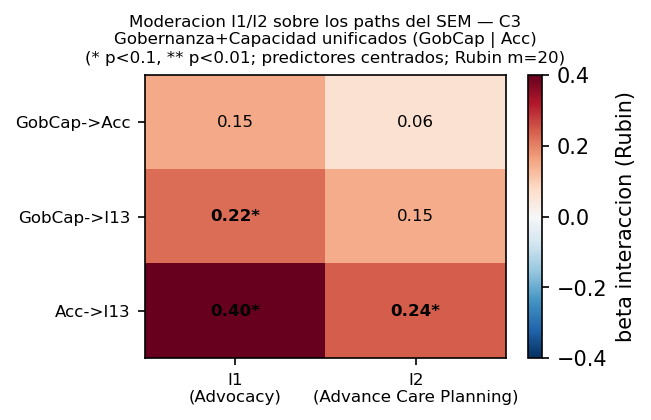 Moderacion I1/I2 sobre los paths del SEM — C3
Gobernanza+Capacidad unificados (GobCap | Acc)
(* p<0.1, ** p<0.01; predictores centrados; Rubin m=20)
GobCap->Acc
0.15
0.06
GobCap->I13
0.22*
0.15
Acc->I13
0.40*
0.24*
I1
(Advocacy)
I2
(Advance Care Planning)
0.4
0.2
0.0
−0.2
−0.4
beta interaccion (Rubin)